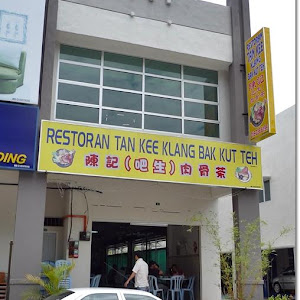 RESTORAN TAN KEE KLANG BAK KUT TEH
陳記(吧生)肉骨茶
DING